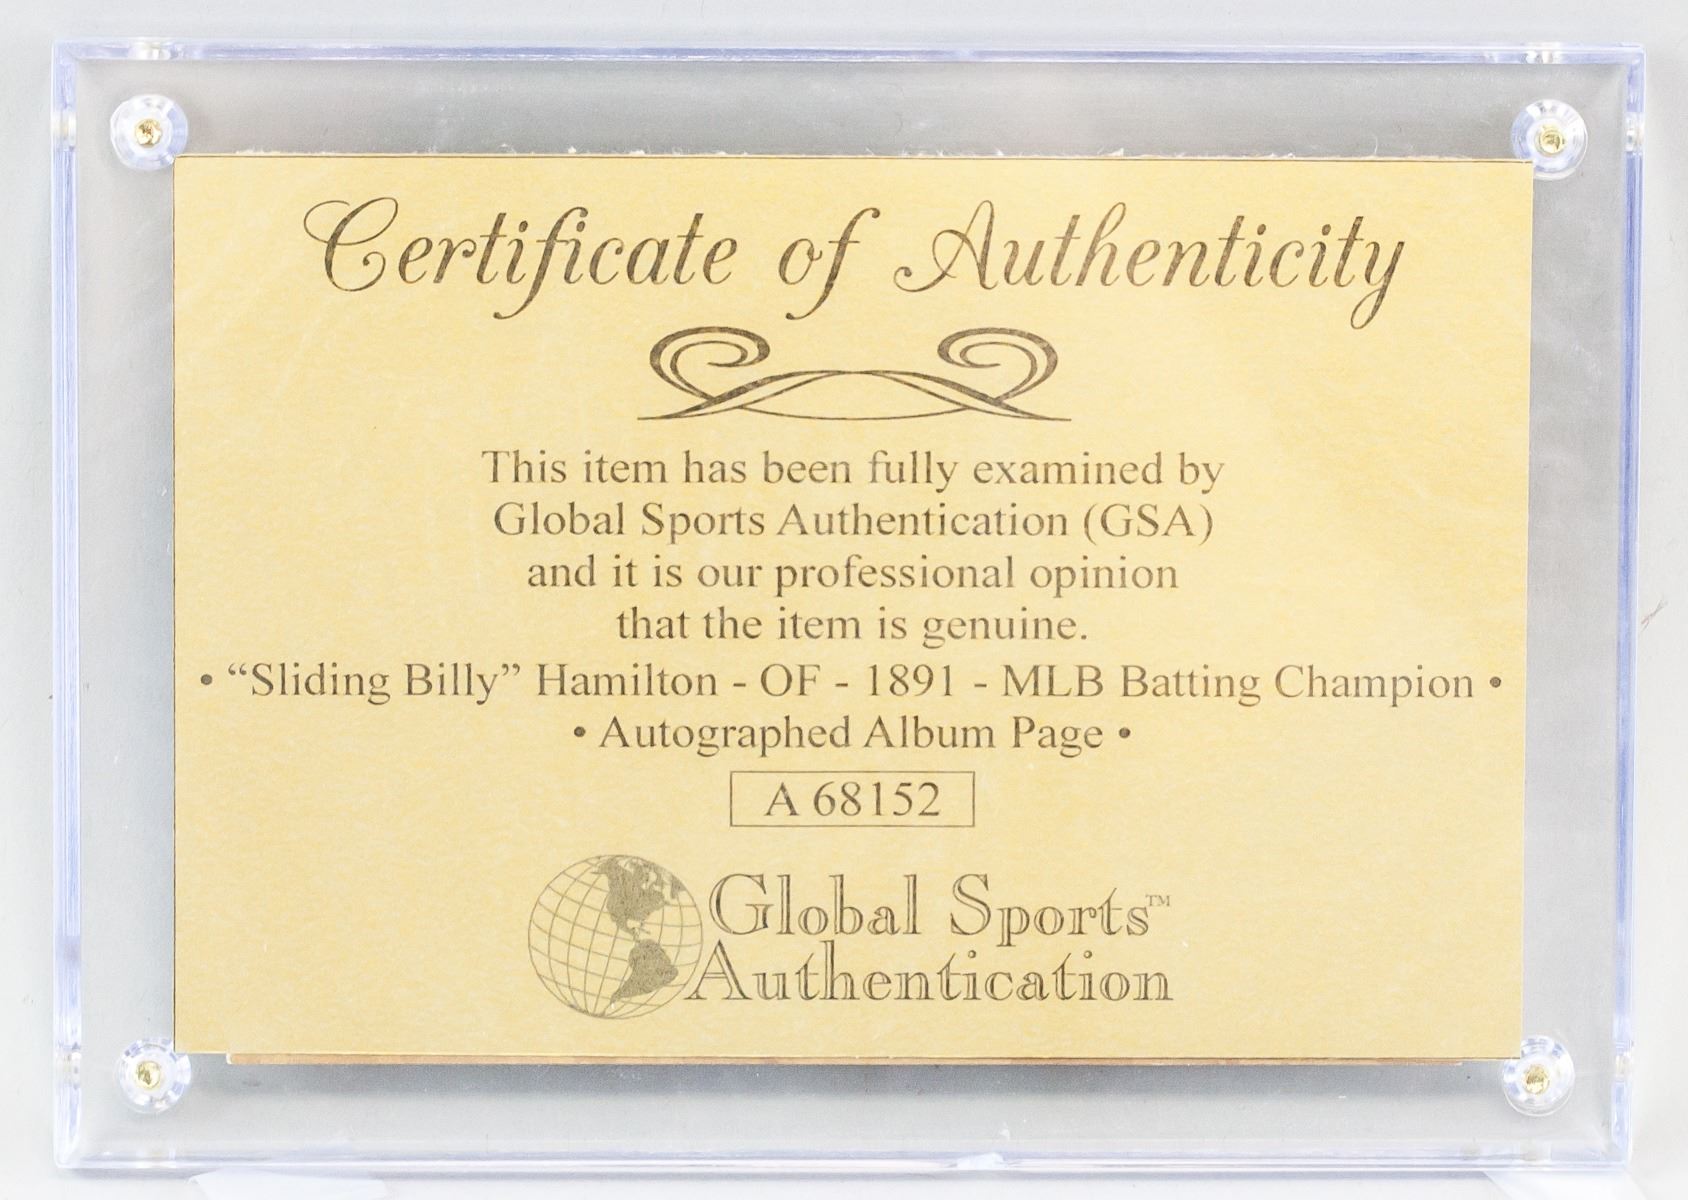 Certificate of Authenticity
This item has been fully examined by
Global Sports Authentication (GSA)
and it is our professional opinion
that the item is genuine.
• “Sliding Billy” Hamilton - OF - 1891 - MLB Batting Champion •
• Autographed Album Page •
A 68152
Global Sports™
Authentication